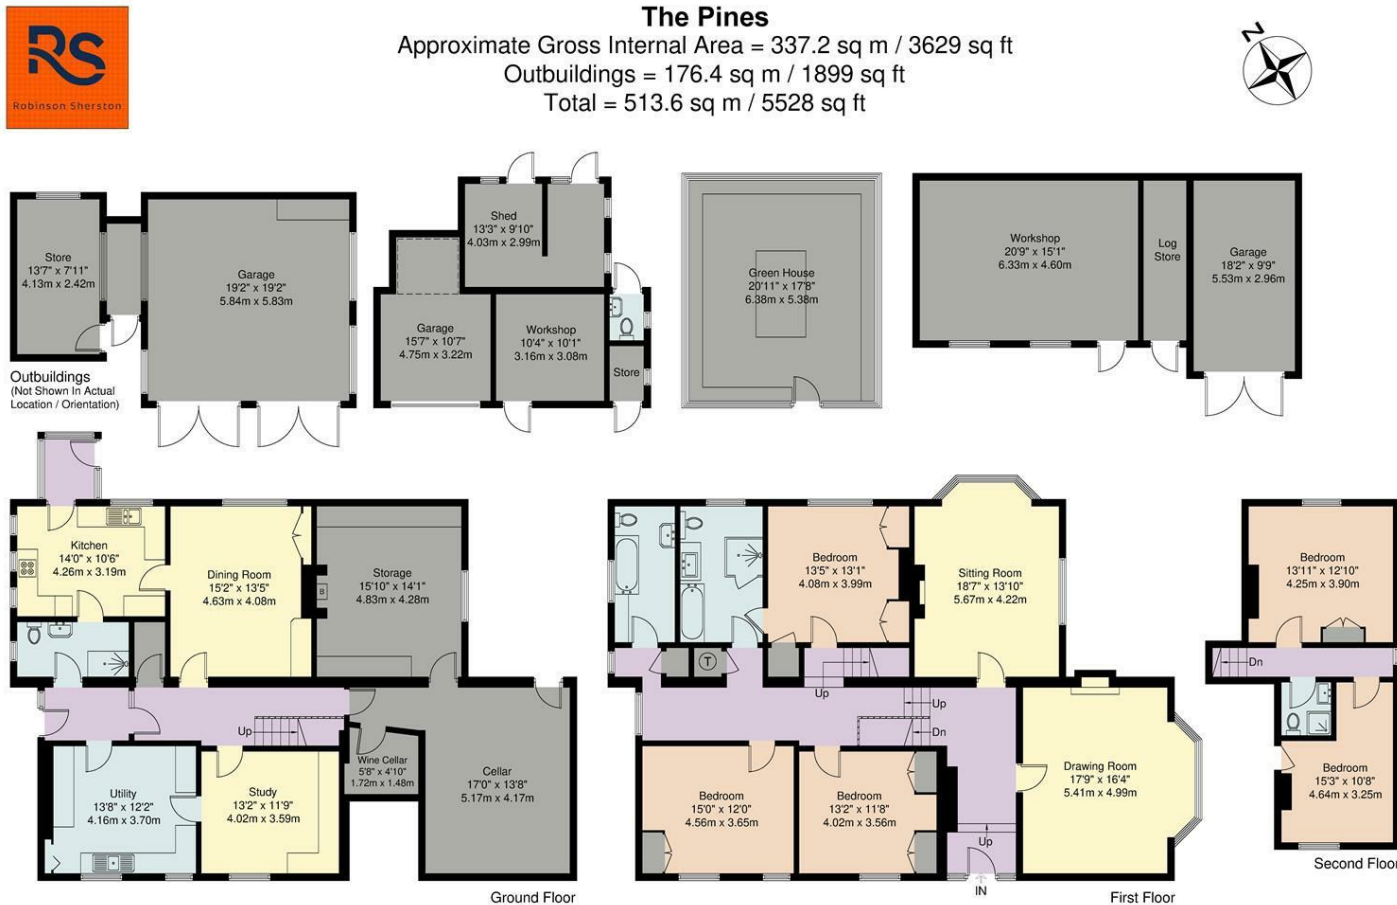 RS
Robinson Sherston
The Pines
Approximate Gross Internal Area = 337.2 sq m / 3629 sq ft
Outbuildings = 176.4 sq m / 1899 sq ft
Total = 513.6 sq m / 5528 sq ft
N
Store
13'7" x 7'11"
4.13m x 2.42m
Garage
19'2" x 19'2"
5.84m x 5.83m
Outbuildings
(Not Shown In Actual
Location / Orientation)
Shed
13'3" x 9'10"
4.03m x 2.99m
Garage
15'7" x 10'7"
4.75m x 3.22m
Workshop
10'4" x 10'1"
3.16m x 3.08m
Store
Green House
20'11" x 17'8"
6.38m x 5.38m
Workshop
20'9" x 15'1"
6.33m x 4.60m
Log
Store
Garage
18'2" x 9'9"
5.53m x 2.96m
Kitchen
14'0" x 10'6"
4.26m x 3.19m
Dining Room
15'2" x 13'5"
4.63m x 4.08m
B
Storage
15'10" x 14'1"
4.83m x 4.28m
Up
Wine Cellar
5'8" x 4'10"
1.72m x 1.48m
Cellar
17'0" x 13'8"
5.17m x 4.17m
Utility
13'8" x 12'2"
4.16m x 3.70m
Study
13'2" x 11'9"
4.02m x 3.59m
Ground Floor
Bedroom
13'5" x 13'1"
4.08m x 3.99m
Sitting Room
18'7" x 13'10"
5.67m x 4.22m
T
Up
Up
Dn
Bedroom
15'0" x 12'0"
4.56m x 3.65m
Bedroom
13'2" x 11'8"
4.02m x 3.56m
Drawing Room
17'9" x 16'4"
5.41m x 4.99m
Up
IN
First Floor
Bedroom
13'11" x 12'10"
4.25m x 3.90m
Dn
Bedroom
15'3" x 10'8"
4.64m x 3.25m
Second Floor